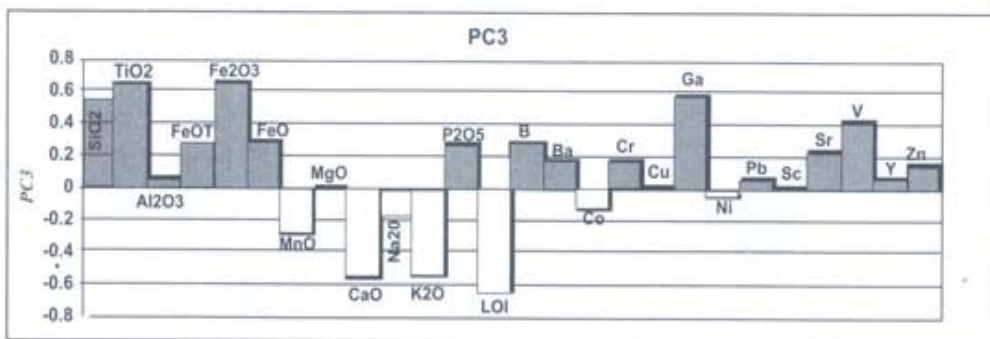 PC3
0.8
0.6
0.4
0.2
0
-0.2
-0.4
-0.6
-0.8
PC3
SiO2
TiO2
Al2O3
FeOT
Fe2O3
FeO
MnO
MgO
CaO
Na20
K2O
P2O5
LOI
B
Ba
Co
Cr
Cu
Ga
Ni
Pb
Sc
Sr
V
Y
Zn